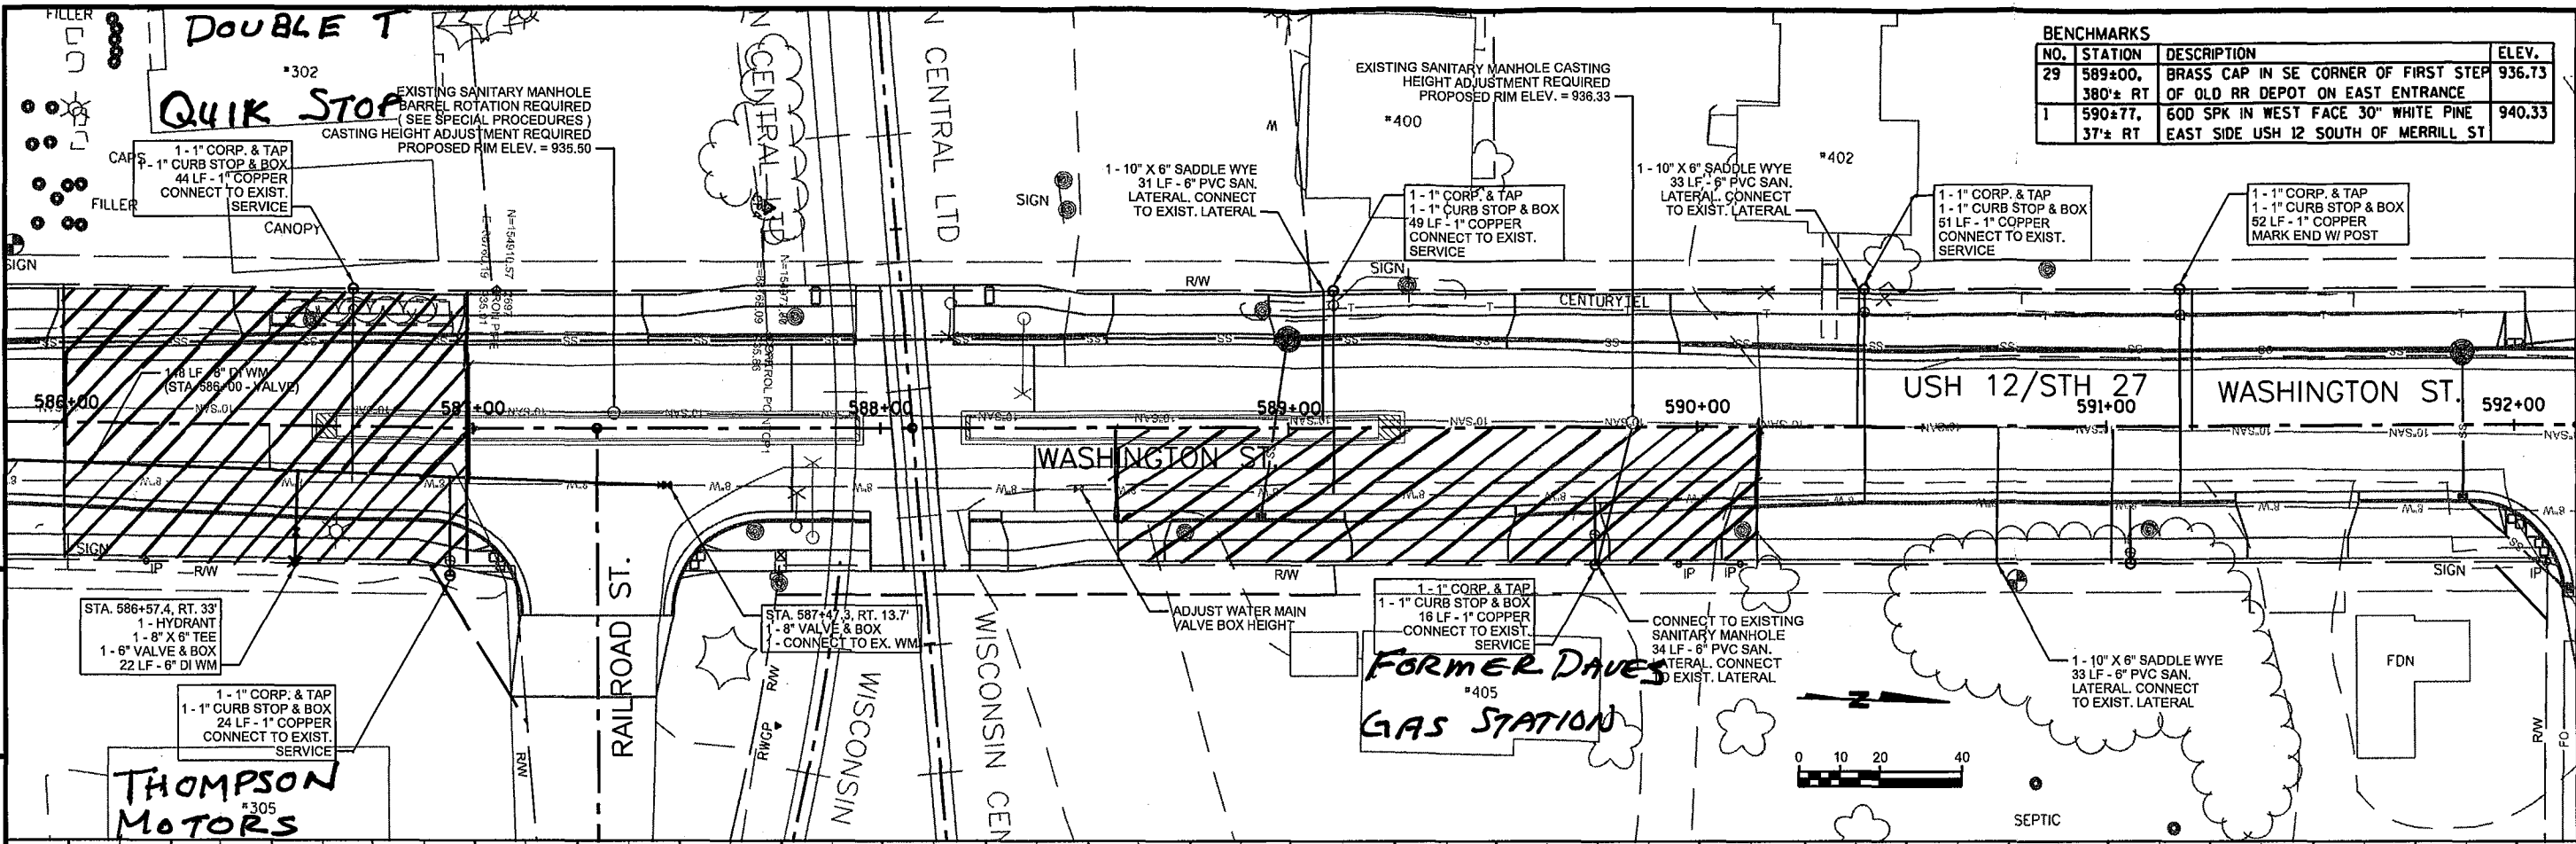 FILLER
DOUBLE T
#302
QUIK STOP
CAPS
FILLER
CANOPY
SIGN
EXISTING SANITARY MANHOLE
BARREL ROTATION REQUIRED
( SEE SPECIAL PROCEDURES )
CASTING HEIGHT ADJUSTMENT REQUIRED
PROPOSED RIM ELEV. = 935.50
1 - 1" CORP. & TAP
1 - 1" CURB STOP & BOX
44 LF - 1" COPPER
CONNECT TO EXIST.
SERVICE
N CENTRAL LTD
N CENTRAL LTD
EXISTING SANITARY MANHOLE CASTING
HEIGHT ADJUSTMENT REQUIRED
PROPOSED RIM ELEV. = 936.33
#400
W
SIGN
1 - 10" X 6" SADDLE WYE
31 LF - 6" PVC SAN.
LATERAL. CONNECT
TO EXIST. LATERAL
1 - 1" CORP. & TAP
1 - 1" CURB STOP & BOX
49 LF - 1" COPPER
CONNECT TO EXIST.
SERVICE
1 - 10" X 6" SADDLE WYE
33 LF - 6" PVC SAN.
LATERAL. CONNECT
TO EXIST. LATERAL
#402
1 - 1" CORP. & TAP
1 - 1" CURB STOP & BOX
51 LF - 1" COPPER
CONNECT TO EXIST.
SERVICE
1 - 1" CORP. & TAP
1 - 1" CURB STOP & BOX
52 LF - 1" COPPER
MARK END W/ POST
BENCHMARKS
NO. STATION DESCRIPTION ELEV.
29 589±00, BRASS CAP IN SE CORNER OF FIRST STEP 936.73
380'± RT OF OLD RR DEPOT ON EAST ENTRANCE
1 590±77, 60D SPK IN WEST FACE 30" WHITE PINE 940.33
37'± RT EAST SIDE USH 12 SOUTH OF MERRILL ST
R/W
SIGN
CENTURYTEL
148 LF - 8" DI WM
(STA. 586+00 - VALVE)
586+00
587+00
588+00
589+00
590+00
591+00
592+00
USH 12/STH 27
WASHINGTON ST.
WASHINGTON ST.
SIGN
IP
R/W
STA. 586+57.4, RT. 33'
1 - HYDRANT
1 - 8" X 6" TEE
1 - 6" VALVE & BOX
22 LF - 6" DI WM
1 - 1" CORP. & TAP
1 - 1" CURB STOP & BOX
24 LF - 1" COPPER
CONNECT TO EXIST.
SERVICE
THOMPSON
#305
MOTORS
R/W
RAILROAD ST.
STA. 587+47.3, RT. 13.7'
1 - 8" VALVE & BOX
1 - CONNECT TO EX. WM
R/W
RWGP
WISCONSIN
WISCONSIN CEN
ADJUST WATER MAIN
VALVE BOX HEIGHT
R/W
1 - 1" CORP. & TAP
1 - 1" CURB STOP & BOX
16 LF - 1" COPPER
CONNECT TO EXIST.
SERVICE
FORMER DAVES
#405
GAS STATION
IP
IP
CONNECT TO EXISTING
SANITARY MANHOLE
34 LF - 6" PVC SAN.
LATERAL. CONNECT
TO EXIST. LATERAL
N
0 10 20 40
1 - 10" X 6" SADDLE WYE
33 LF - 6" PVC SAN.
LATERAL. CONNECT
TO EXIST. LATERAL
SIGN
IP
FDN
R/W
FO
SEPTIC